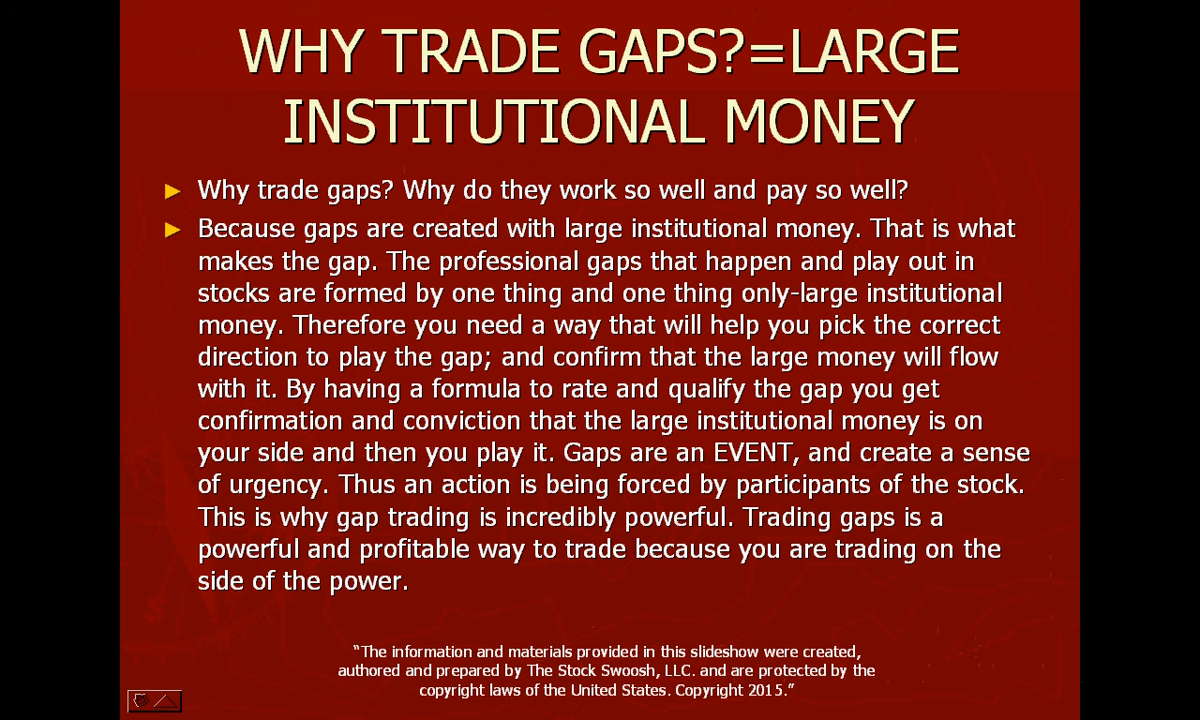 WHY TRADE GAPS?=LARGE
INSTITUTIONAL MONEY
► Why trade gaps? Why do they work so well and pay so well?
► Because gaps are created with large institutional money. That is what
makes the gap. The professional gaps that happen and play out in
stocks are formed by one thing and one thing only-large institutional
money. Therefore you need a way that will help you pick the correct
direction to play the gap; and confirm that the large money will flow
with it. By having a formula to rate and qualify the gap you get
confirmation and conviction that the large institutional money is on
your side and then you play it. Gaps are an EVENT, and create a sense
of urgency. Thus an action is being forced by participants of the stock.
This is why gap trading is incredibly powerful. Trading gaps is a
powerful and profitable way to trade because you are trading on the
side of the power.
“The information and materials provided in this slideshow were created,
authored and prepared by The Stock Swoosh, LLC. and are protected by the
copyright laws of the United States. Copyright 2015.”